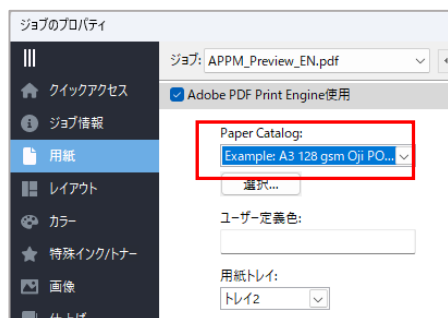 ジョブのプロパティ
ジョブ: APPM_Preview_EN.pdf
クイックアクセス
Adobe PDF Print Engine使用
ジョブ情報
Paper Catalog:
用紙
Example: A3 128 gsm Oji PO...
選択...
レイアウト
カラー
ユーザー定義色:
特殊インク/トナー
用紙トレイ:
画像
トレイ2